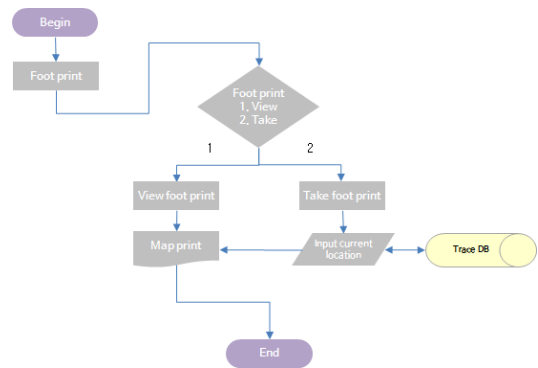 Begin
Foot print
Foot print
1, View
2, Take
1
2
View foot print
Take foot print
Map print
Input current
location
Trace DB
End